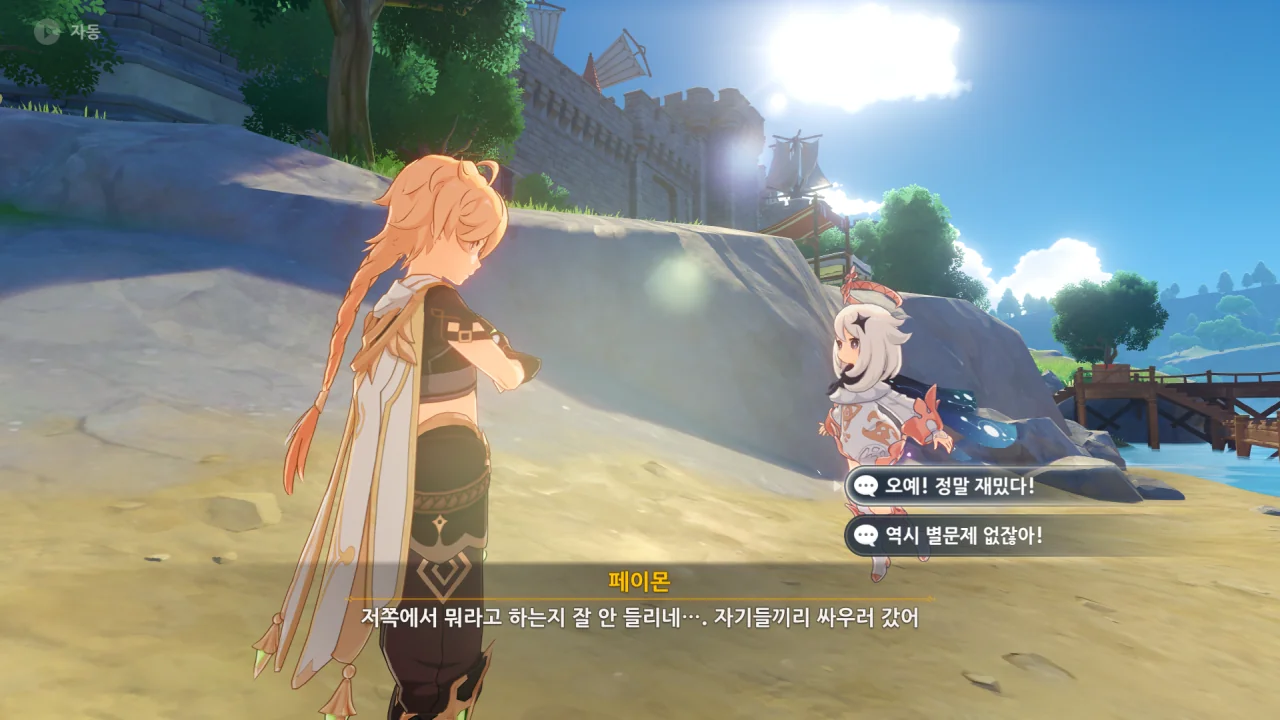 자동
오예! 정말 재밌다!
역시 별문제 없잖아!
페이몬
저쪽에서 뭐라고 하는지 잘 안 들리네…. 자기들끼리 싸우러 갔어